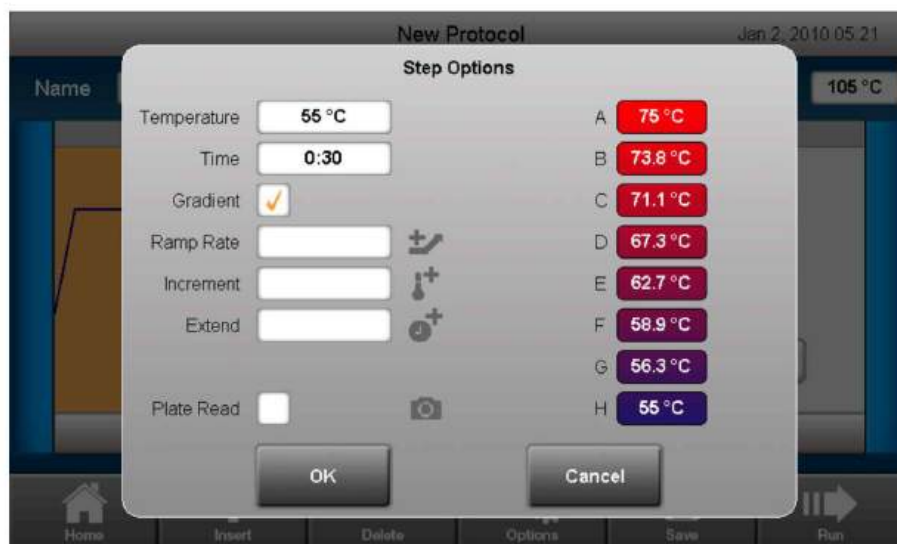 New Protocol
Jan 2, 2010 05:21
Step Options
Name
105 °C
Temperature 55 °C
Time 0:30
Gradient
Ramp Rate
Increment
Extend
Plate Read
A 75 °C
B 73.8 °C
C 71.1 °C
D 67.3 °C
E 62.7 °C
F 58.9 °C
G 56.3 °C
H 55 °C
OK
Cancel
Home
Insert
Delete
Options
Save
Run